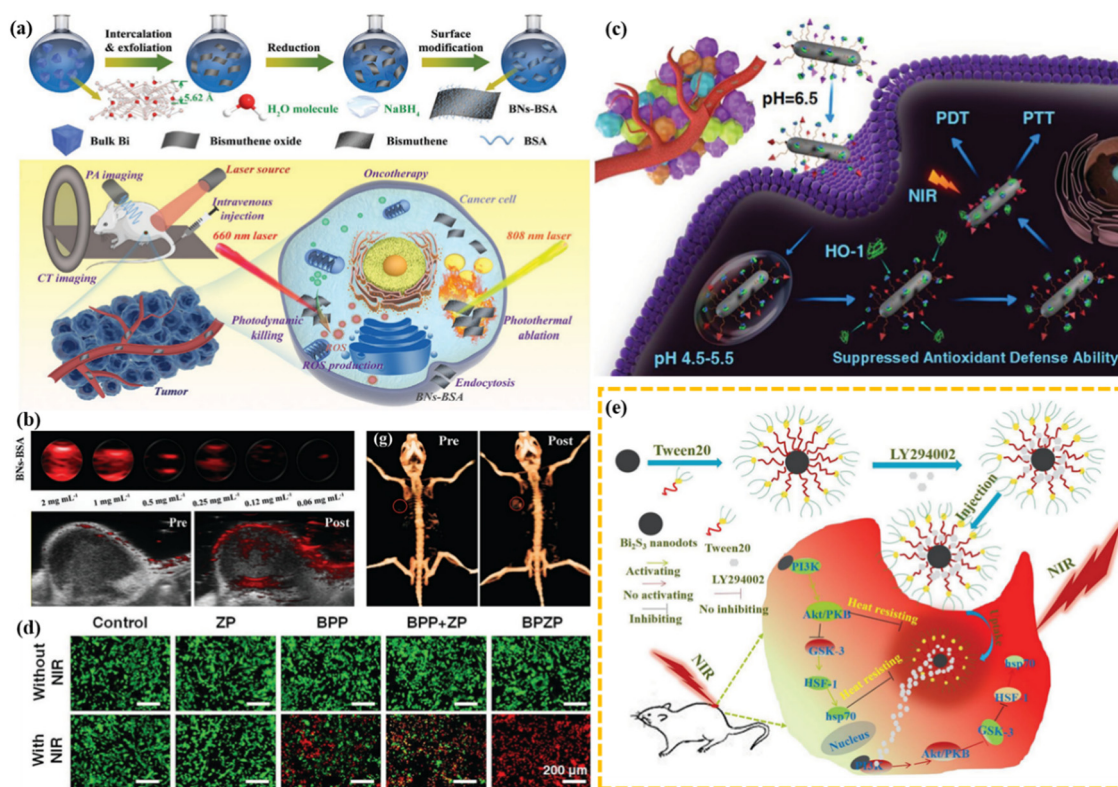 (a)
Intercalation
& exfoliation
Reduction
Surface
modification
BNs-BSA
5.62 Å
H₂O molecule
NaBH₄
Bulk Bi
Bismuthene oxide
Bismuthene
BSA
PA imaging
Laser source
Intravenous
injection
CT imaging
Tumor
Oncotherapy
Cancer cell
660 nm laser
808 nm laser
Photodynamic
killing
ROS
ROS production
Photothermal
ablation
Endocytosis
BNs-BSA
(b)
BNs-BSA
2 mg mL⁻¹
1 mg mL⁻¹
0.5 mg mL⁻¹
0.25 mg mL⁻¹
0.12 mg mL⁻¹
0.06 mg mL⁻¹
Pre
Post
(g)
Pre
Post
(d)
Control
ZP
BPP
BPP+ZP
BPZP
Without
NIR
With
NIR
200 μm
(c)
pH=6.5
PDT
PTT
NIR
HO-1
pH 4.5-5.5
Suppressed Antioxidant Defense Ability
(e)
Tween20
LY294002
Injection
Bi₂S₃ nanodots
Tween20
Activating
LY294002
No activating
No inhibiting
Inhibiting
NIR
NIR
PI3K
Akt/PKB
Heat resisting
GSK-3
HSF-1
Heat resisting
hsp70
Nucleus
PI3K
Akt/PKB
GSK-3
HSF-1
hsp70